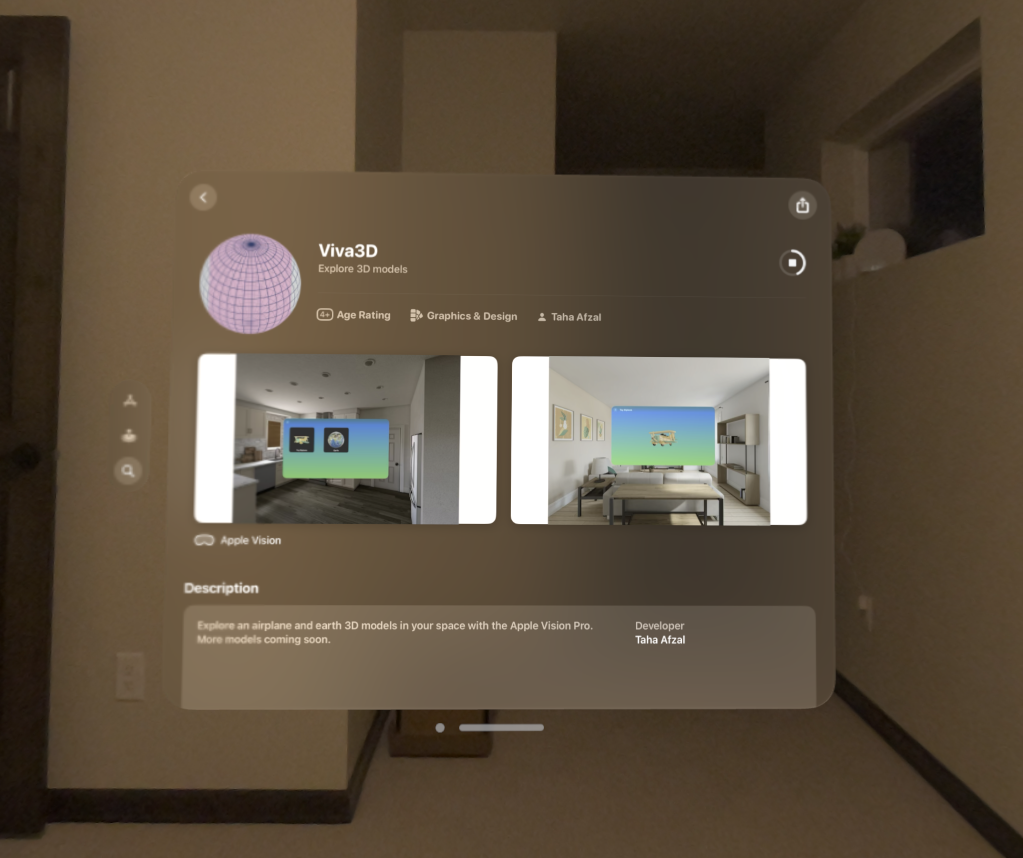 Viva3D
Explore 3D models
4+ Age Rating
Graphics & Design
Taha Afzal
Apple Vision
Description
Explore an airplane and earth 3D models in your space with the Apple Vision Pro.
More models coming soon.
Developer
Taha Afzal